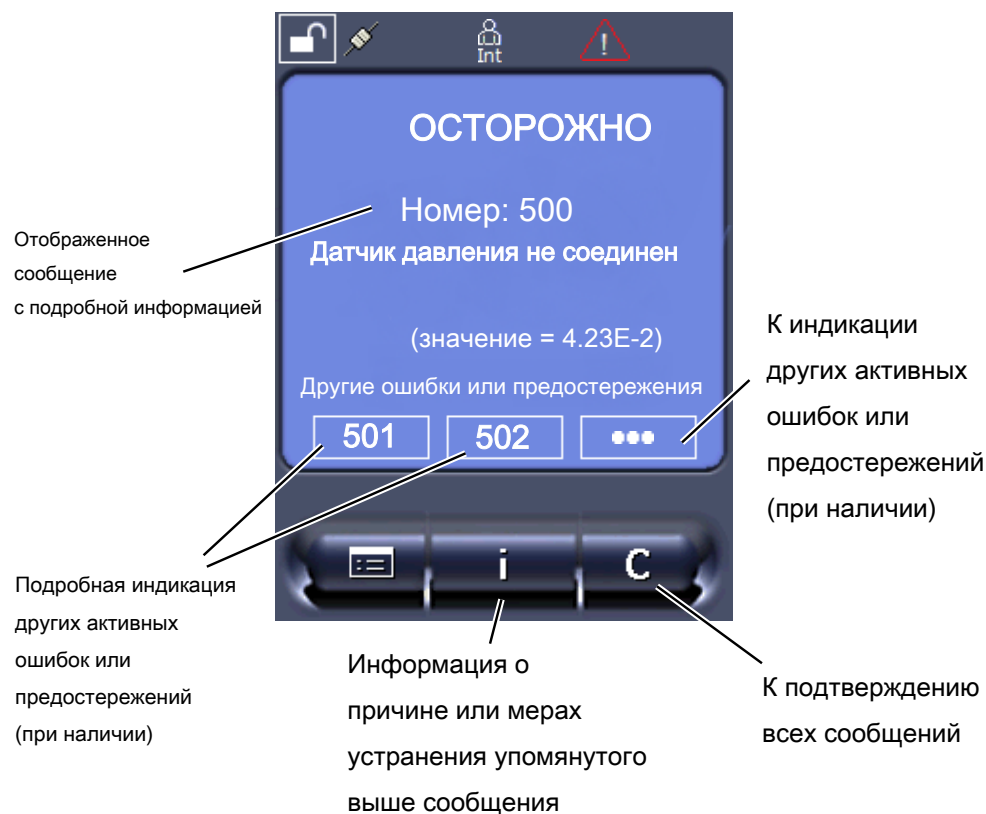 Int
!
ОСТОРОЖНО
Номер: 500
Датчик давления не соединен
(значение = 4.23E-2)
Другие ошибки или предостережения
501
502
•••
i
C
Отображенное
сообщение
с подробной информацией
К индикации
других активных
ошибок или
предостережений
(при наличии)
Подробная индикация
других активных
ошибок или
предостережений
(при наличии)
Информация о
причине или мерах
устранения упомянутого
выше сообщения
К подтверждению
всех сообщений